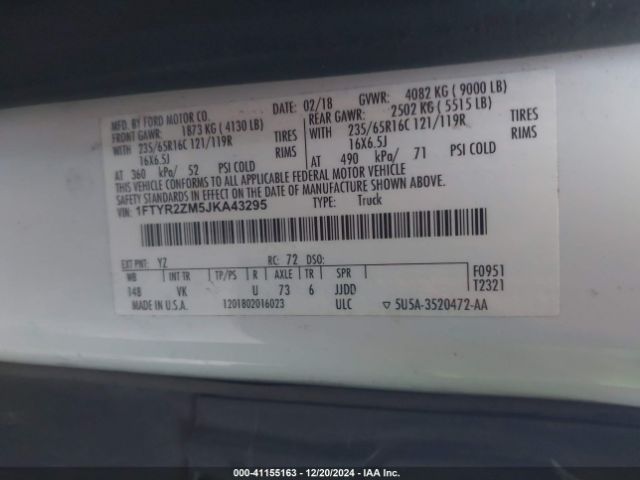 MFD. BY FORD MOTOR CO. DATE: 02/18 GVWR: 4082 KG ( 9000 LB)
FRONT GAWR: 1873 KG ( 4130 LB) REAR GAWR: 2502 KG ( 5515 LB)
WITH 235/65R16C 121/119R TIRES WITH 235/65R16C 121/119R TIRES
16X6.5J RIMS 16X6.5J RIMS
AT 360 kPa/ 52 PSI COLD AT 490 kPa/ 71 PSI COLD
THIS VEHICLE CONFORMS TO ALL APPLICABLE FEDERAL MOTOR VEHICLE
SAFETY STANDARDS IN EFFECT ON THE DATE OF MANUFACTURE SHOWN ABOVE.
VIN: 1FTYR2ZM5JKA43295 TYPE: Truck
EXT PNT: YZ RC: 72 DSO:
WB INT TR TP/PS R AXLE TR SPR F0951
148 VK U 73 6 JJDD T2321
MADE IN U.S.A. 1201802016023 ULC ▽ 5U5A-3520472-AA
000-41155163 - 12/20/2024 - IAA Inc.